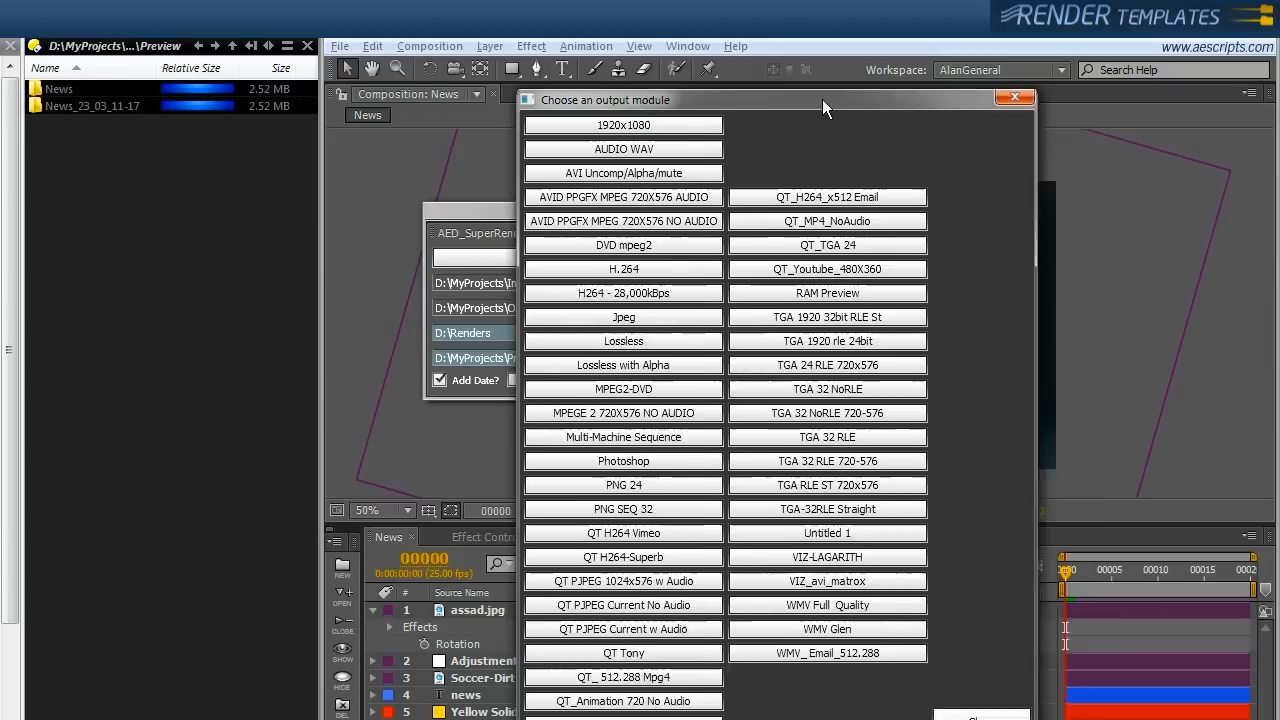 RENDER TEMPLATES
www.aescripts.com
D:\MyProjects\...\Preview
Name Relative Size Size
News 2.52 MB
News_23_03_11-17 2.52 MB
File Edit Composition Layer Effect Animation View Window Help
Workspace: AlanGeneral Search Help
Composition: News
News
Choose an output module
1920x1080
AUDIO WAV
AVI Uncomp/Alpha/mute
AVID PPGFX MPEG 720X576 AUDIO
AVID PPGFX MPEG 720X576 NO AUDIO
DVD mpeg2
H.264
H264 - 28,000kBps
Jpeg
Lossless
Lossless with Alpha
MPEG2-DVD
MPEGE 2 720X576 NO AUDIO
Multi-Machine Sequence
Photoshop
PNG 24
PNG SEQ 32
QT H264 Vimeo
QT H264-Superb
QT PJPEG 1024x576 w Audio
QT PJPEG Current No Audio
QT PJPEG Current w Audio
QT Tony
QT_ 512.288 Mpg4
QT_Animation 720 No Audio
QT_H264_x512 Email
QT_MP4_NoAudio
QT_TGA 24
QT_Youtube_480X360
RAM Preview
TGA 1920 32bit RLE St
TGA 1920 rle 24bit
TGA 24 RLE 720x576
TGA 32 NoRLE
TGA 32 NoRLE 720-576
TGA 32 RLE
TGA 32 RLE 720-576
TGA RLE ST 720x576
TGA-32RLE Straight
Untitled 1
VIZ-LAGARITH
VIZ_avi_matrox
WMV Full Quality
WMV Glen
WMV_ Email_512.288
AED_SuperRen
D:\MyProjects\In
D:\MyProjects\O
D:\Renders
D:\MyProjects\Pr
Add Date?
50% 00000
News Effect Contro
00000
0:00:00:00 (25.00 fps)
Source Name
1 assad.jpg
Effects
Rotation
2 Adjustment
3 Soccer-Dirt
4 news
5 Yellow Solid
NEW
OPEN
CLOSE
SHOW
HIDE
DEL
00005 00010 00015 0002